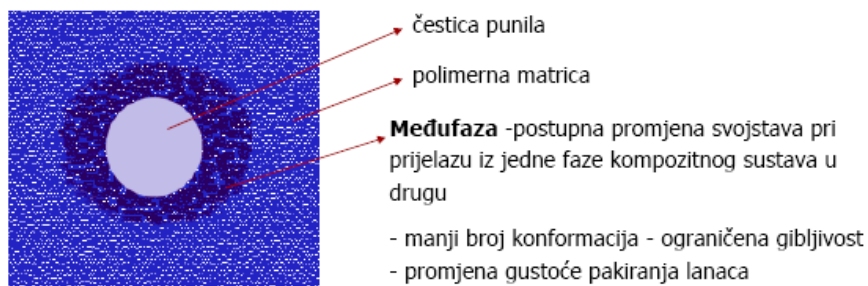 čestica punila
polimerna matrica
Međufaza -postupna promjena svojstava pri
prijelazu iz jedne faze kompozitnog sustava u
drugu
- manji broj konformacija - ograničena gibljivost
- promjena gustoće pakiranja lanaca